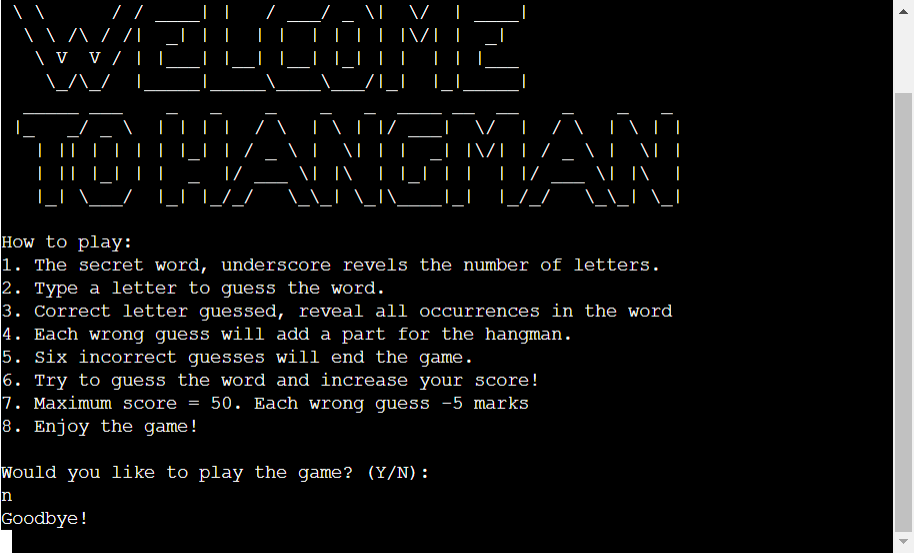 WELCOME
TO HANGMAN
How to play:
1. The secret word, underscore revels the number of letters.
2. Type a letter to guess the word.
3. Correct letter guessed, reveal all occurrences in the word
4. Each wrong guess will add a part for the hangman.
5. Six incorrect guesses will end the game.
6. Try to guess the word and increase your score!
7. Maximum score = 50. Each wrong guess -5 marks
8. Enjoy the game!
Would you like to play the game? (Y/N):
n
Goodbye!